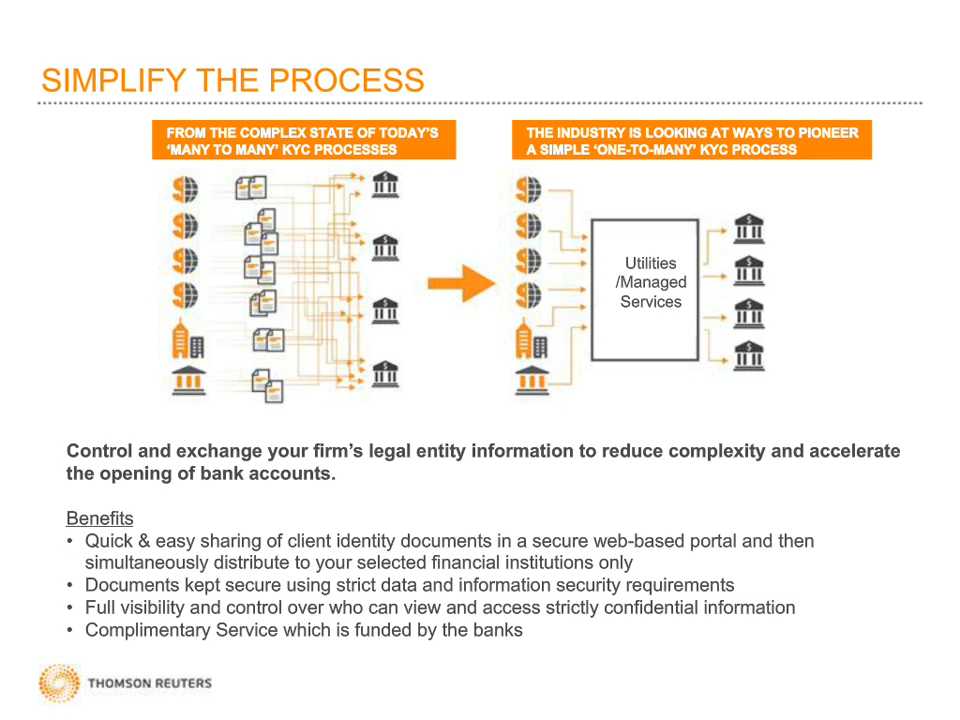 SIMPLIFY THE PROCESS
FROM THE COMPLEX STATE OF TODAY'S
'MANY TO MANY' KYC PROCESSES
THE INDUSTRY IS LOOKING AT WAYS TO PIONEER
A SIMPLE 'ONE-TO-MANY' KYC PROCESS
Utilities
/Managed
Services
Control and exchange your firm's legal entity information to reduce complexity and accelerate
the opening of bank accounts.
Benefits
• Quick & easy sharing of client identity documents in a secure web-based portal and then
simultaneously distribute to your selected financial institutions only
• Documents kept secure using strict data and information security requirements
• Full visibility and control over who can view and access strictly confidential information
• Complimentary Service which is funded by the banks
THOMSON REUTERS